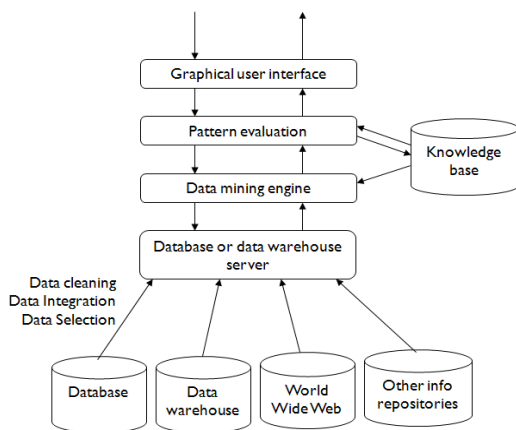 Graphical user interface
Pattern evaluation
Knowledge
base
Data mining engine
Database or data warehouse
server
Data cleaning
Data Integration
Data Selection
Database
Data
warehouse
World
Wide Web
Other info
repositories